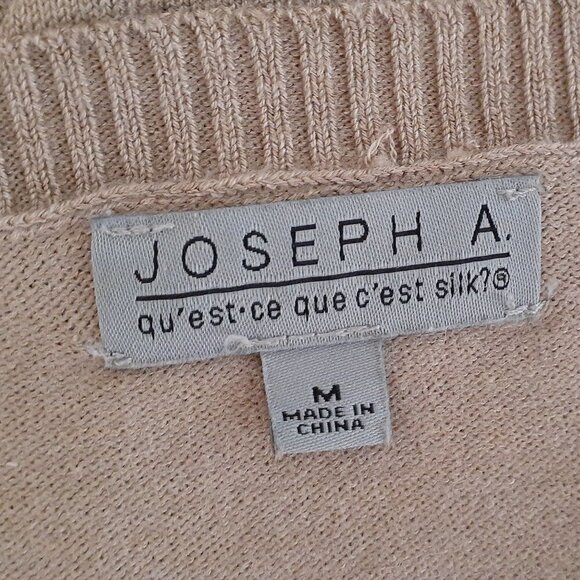 JOSEPH A.
qu'est·ce que c'est silk?®
M
MADE IN
CHINA